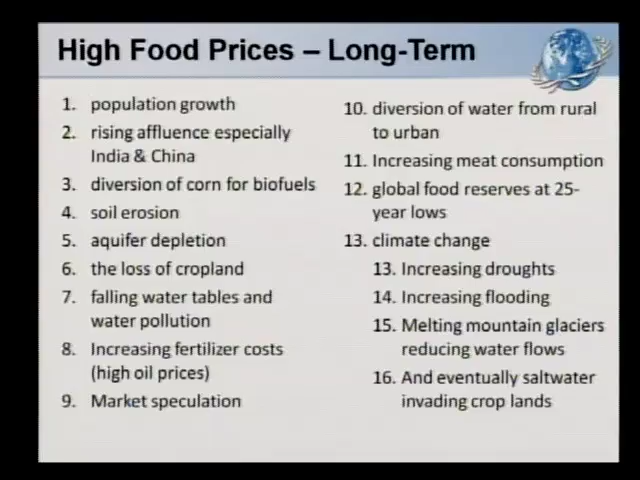 High Food Prices – Long-Term
1. population growth
2. rising affluence especially
India & China
3. diversion of corn for biofuels
4. soil erosion
5. aquifer depletion
6. the loss of cropland
7. falling water tables and
water pollution
8. Increasing fertilizer costs
(high oil prices)
9. Market speculation
10. diversion of water from rural
to urban
11. Increasing meat consumption
12. global food reserves at 25-
year lows
13. climate change
13. Increasing droughts
14. Increasing flooding
15. Melting mountain glaciers
reducing water flows
16. And eventually saltwater
invading crop lands